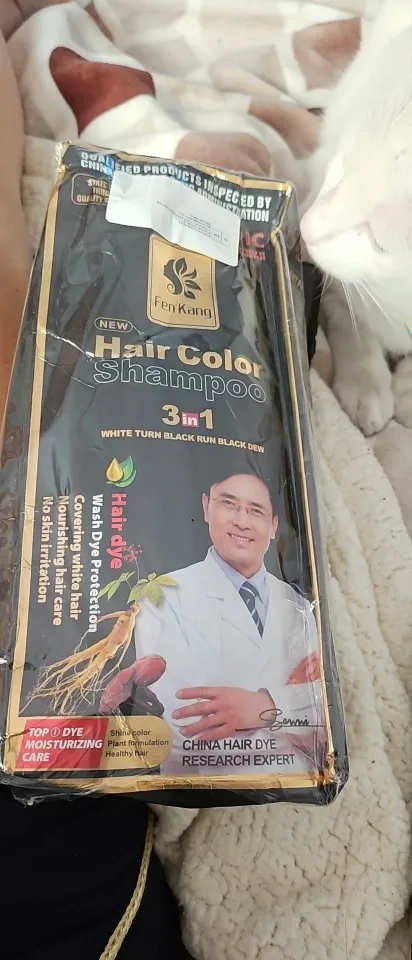 QUALIFIED PRODUCTS INSPECTED BY
NEW
Fen Kang
Hair Color
Shampoo
3in1
WHITE TURN BLACK RUN BLACK DEW
Hair dye
Wash Dye Protection
Covering white hair
Nourishing hair care
No skin irritation
TOP 1 DYE
MOISTURIZING
CARE
Shine color
Plant formulation
Healthy hair
CHINA HAIR DYE
RESEARCH EXPERT